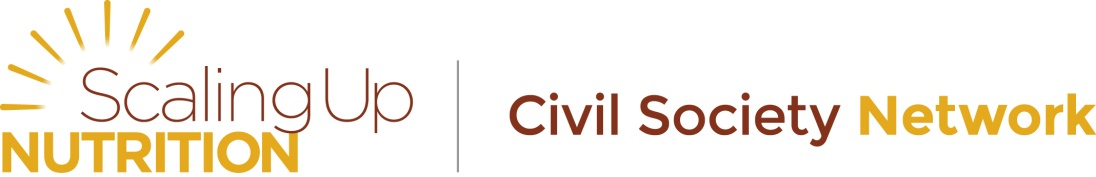 Scaling Up
NUTRITION
Civil Society Network